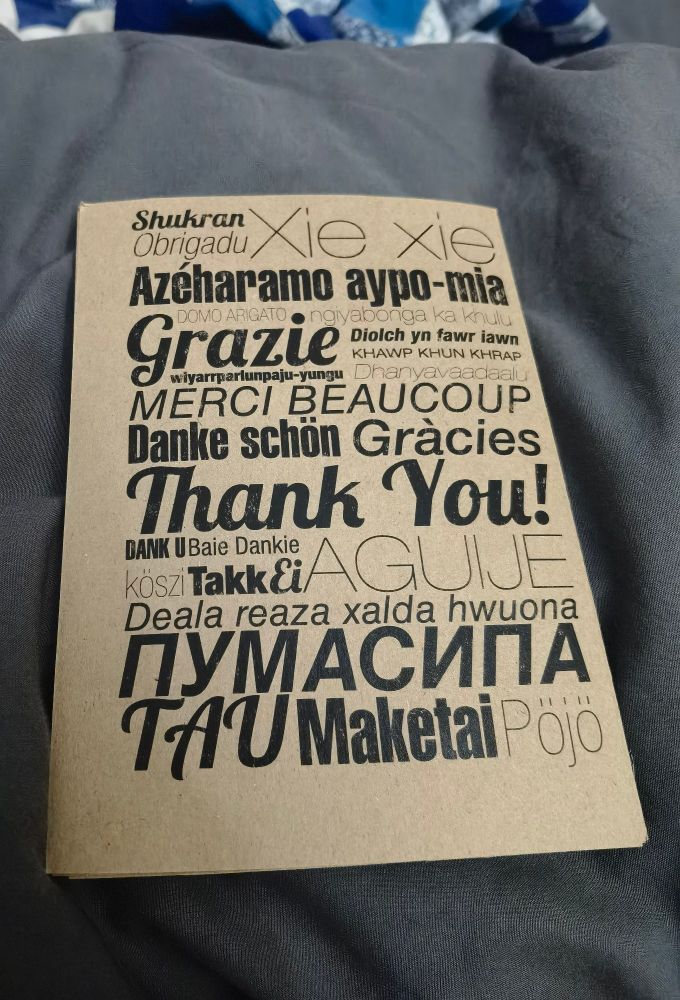 Shukran
Obrigadu Xie xie
Azéharamo aypo-mia
DOMO ARIGATO ngiyabonga ka khulu
Grazie Diolch yn fawr iawn
KHAWP KHUN KHRAP
wiyarrparlunpaju-yungu Dhanyavaadaalu
MERCI BEAUCOUP
Danke schön Gràcies
Thank You!
DANK U Baie Dankie
köszi Takk Ei AGUIJE
Deala reaza xalda hwuona
ПУМАСИПА
TAU Maketai Pöjö